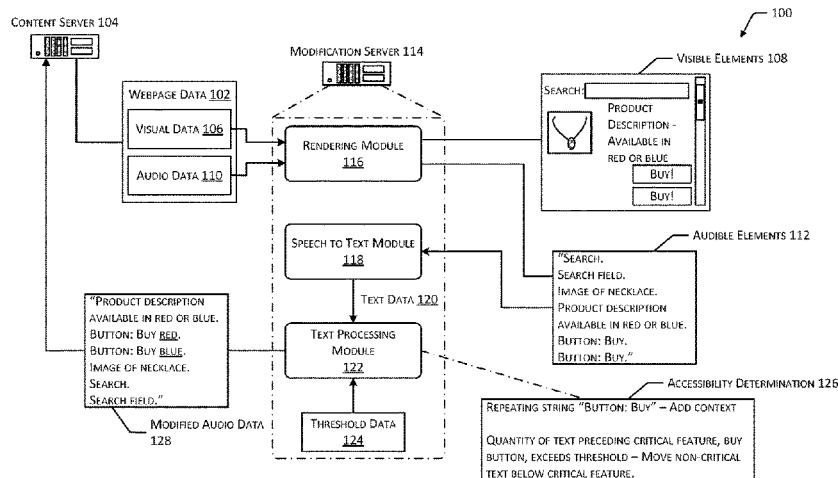 100
CONTENT SERVER 104
MODIFICATION SERVER 114
VISIBLE ELEMENTS 108
WEBPAGE DATA 102
VISUAL DATA 106
AUDIO DATA 110
RENDERING MODULE
116
SEARCH:
PRODUCT
DESCRIPTION -
AVAILABLE IN
RED OR BLUE
BUY!
BUY!
SPEECH TO TEXT MODULE
118
TEXT DATA 120
AUDIBLE ELEMENTS 112
"SEARCH.
SEARCH FIELD.
IMAGE OF NECKLACE.
PRODUCT DESCRIPTION
AVAILABLE IN RED OR BLUE.
BUTTON: BUY.
BUTTON: BUY."
"PRODUCT DESCRIPTION
AVAILABLE IN RED OR BLUE.
BUTTON: BUY RED.
BUTTON: BUY BLUE.
IMAGE OF NECKLACE.
SEARCH.
SEARCH FIELD."
MODIFIED AUDIO DATA
128
TEXT PROCESSING
MODULE
122
THRESHOLD DATA
124
ACCESSIBILITY DETERMINATION 126
REPEATING STRING "BUTTON: BUY" – ADD CONTEXT
QUANTITY OF TEXT PRECEDING CRITICAL FEATURE, BUY
BUTTON, EXCEEDS THRESHOLD – MOVE NON-CRITICAL
TEXT BELOW CRITICAL FEATURE.